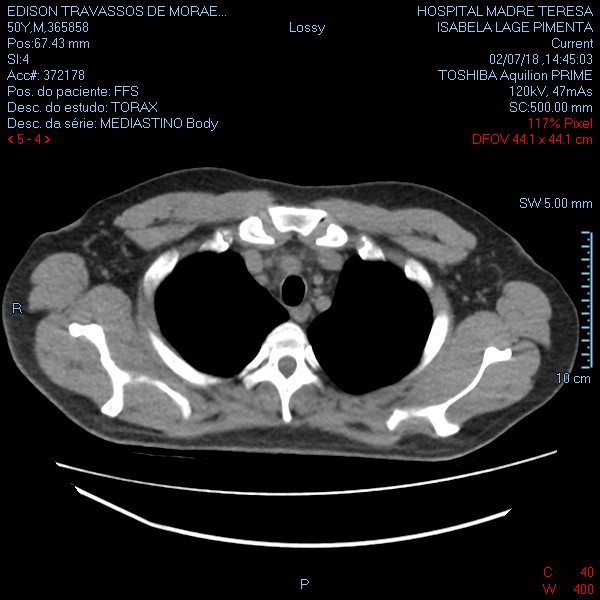 EDISON TRAVASSOS DE MORAE...
50Y,M,365858
Pos:67.43 mm
SI:4
Acc#: 372178
Pos. do paciente: FFS
Desc. do estudo: TORAX
Desc. da série: MEDIASTINO Body
< 5 - 4 >
Lossy
HOSPITAL MADRE TERESA
ISABELA LAGE PIMENTA
Current
02/07/18 ,14:45:03
TOSHIBA Aquilion PRIME
120kV, 47mAs
SC:500.00 mm
117% Pixel
DFOV 44.1 x 44.1 cm
SW 5.00 mm
R
10 cm
P
C 40
W 400